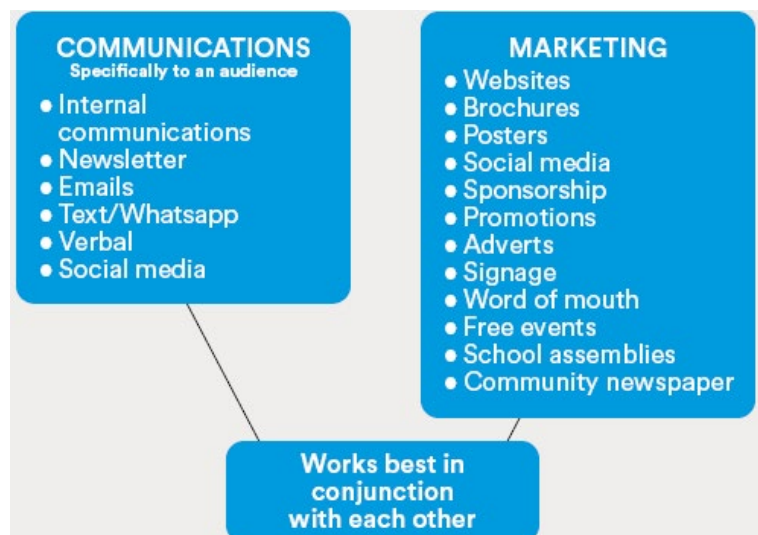 COMMUNICATIONS
Specifically to an audience
• Internal
communications
• Newsletter
• Emails
• Text/Whatsapp
• Verbal
• Social media
MARKETING
• Websites
• Brochures
• Posters
• Social media
• Sponsorship
• Promotions
• Adverts
• Signage
• Word of mouth
• Free events
• School assemblies
• Community newspaper
Works best in
conjunction
with each other